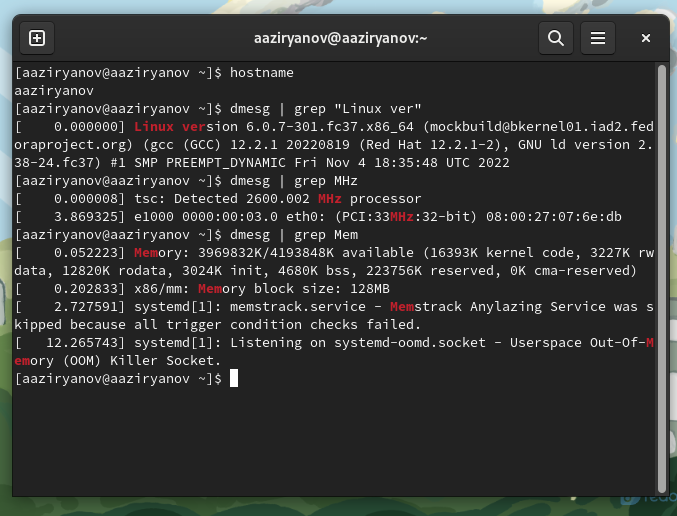 aaziryanov@aaziryanov:~
[aaziryanov@aaziryanov ~]$ hostname
aaziryanov
[aaziryanov@aaziryanov ~]$ dmesg | grep "Linux ver"
[    0.000000] Linux version 6.0.7-301.fc37.x86_64 (mockbuild@bkernel01.iad2.fed
oraproject.org) (gcc (GCC) 12.2.1 20220819 (Red Hat 12.2.1-2), GNU ld version 2.
38-24.fc37) #1 SMP PREEMPT_DYNAMIC Fri Nov 4 18:35:48 UTC 2022
[aaziryanov@aaziryanov ~]$ dmesg | grep MHz
[    0.000008] tsc: Detected 2600.002 MHz processor
[    3.869325] e1000 0000:00:03.0 eth0: (PCI:33MHz:32-bit) 08:00:27:07:6e:db
[aaziryanov@aaziryanov ~]$ dmesg | grep Mem
[    0.052223] Memory: 3969832K/4193848K available (16393K kernel code, 3227K rw
data, 12820K rodata, 3024K init, 4680K bss, 223756K reserved, 0K cma-reserved)
[    0.202833] x86/mm: Memory block size: 128MB
[    2.727591] systemd[1]: memstrack.service - Memstrack Anylazing Service was s
kipped because all trigger condition checks failed.
[   12.265743] systemd[1]: Listening on systemd-oomd.socket - Userspace Out-Of-M
emory (OOM) Killer Socket.
[aaziryanov@aaziryanov ~]$